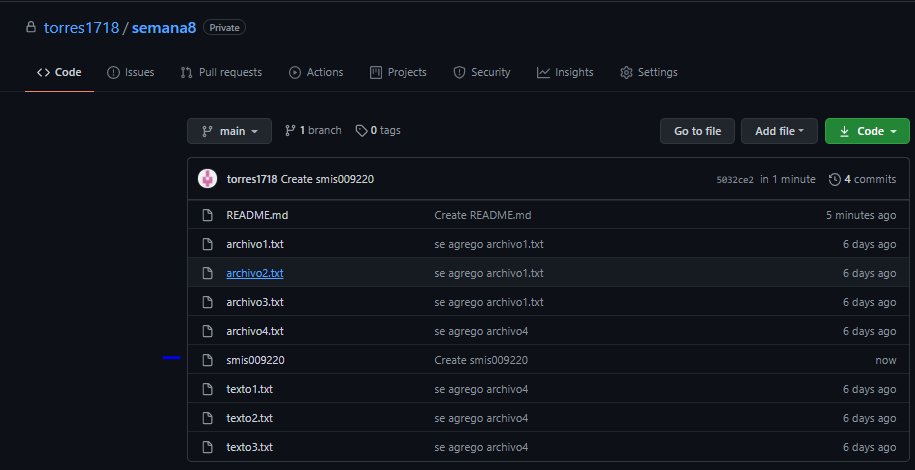 torres1718 / semana8 Private
Code Issues Pull requests Actions Projects Security Insights Settings
main 1 branch 0 tags Go to file Add file Code
torres1718 Create smis009220 5032ce2 in 1 minute 4 commits
README.md Create README.md 5 minutes ago
archivo1.txt se agrego archivo1.txt 6 days ago
archivo2.txt se agrego archivo1.txt 6 days ago
archivo3.txt se agrego archivo1.txt 6 days ago
archivo4.txt se agrego archivo4 6 days ago
smis009220 Create smis009220 now
texto1.txt se agrego archivo4 6 days ago
texto2.txt se agrego archivo4 6 days ago
texto3.txt se agrego archivo4 6 days ago